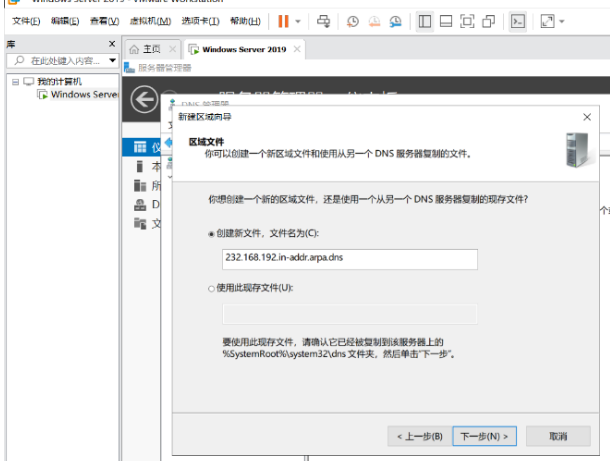 Windows Server 2019 - VMware Workstation
文件(F) 编辑(E) 查看(V) 虚拟机(M) 选项卡(T) 帮助(H)
库
主页
Windows Server 2019
在此处键入内容...
服务器管理器
我的计算机
Windows Serve
DNS 管理器
新建区域向导
区域文件
你可以创建一个新区域文件和使用从另一个 DNS 服务器复制的文件。
仪
本
所
D
文
你想创建一个新的区域文件，还是使用一个从另一个 DNS 服务器复制的现存文件?
创建新文件，文件名为(C):
232.168.192.in-addr.arpa.dns
使用此现存文件(U):
要使用此现存文件，请确认它已经被复制到该服务器上的
%SystemRoot%\system32\dns 文件夹，然后单击"下一步"。
< 上一步(B)
下一步(N) >
取消